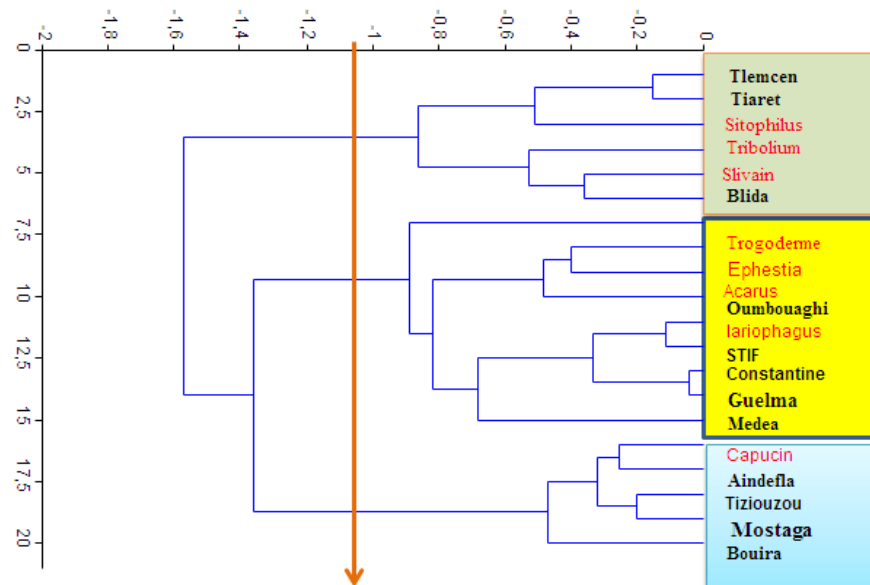 -2 -1,8 -1,6 -1,4 -1,2 -1 -0,8 -0,6 -0,4 -0,2 0
0
2,5
5
7,5
10
12,5
15
17,5
20
Tlemcen
Tiaret
Sitophilus
Tribolium
Slivain
Blida
Trogoderme
Ephestia
Acarus
Oumbouaghi
lariophagus
STIF
Constantine
Guelma
Medea
Capucin
Aindefla
Tiziouzou
Mostaga
Bouira